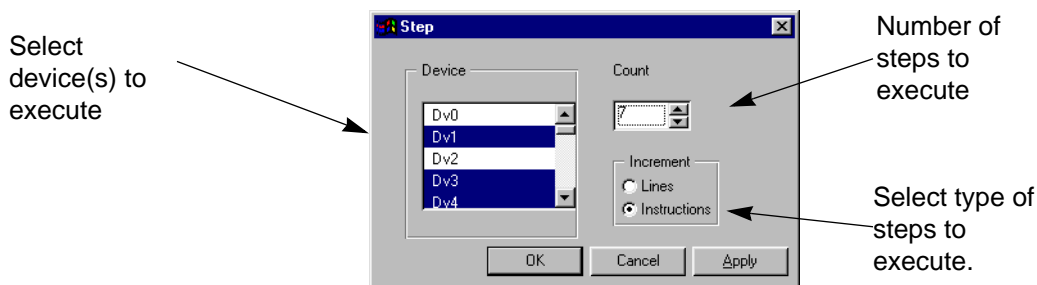 Select
device(s) to
execute
Step
Device
Dv0
Dv1
Dv2
Dv3
Dv4
Count
7
Increment
Lines
Instructions
OK
Cancel
Apply
Number of
steps to
execute
Select type of
steps to
execute.